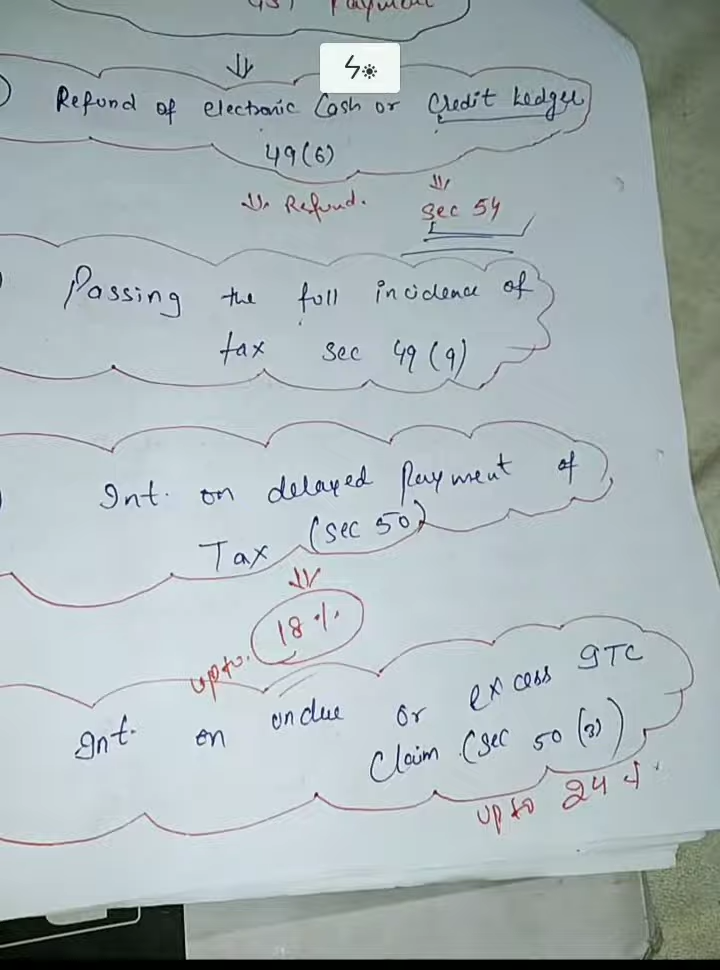 GST Payment
Refund of electronic Cash or Credit Ledger
49(6)
Refund.
Sec 54
Passing the full incidence of
tax Sec 49 (9)
Int. on delayed Payment of
Tax (Sec 50)
18%
upto.
Int. on undue or excess ITC
Claim (Sec 50 (3))
upto 24